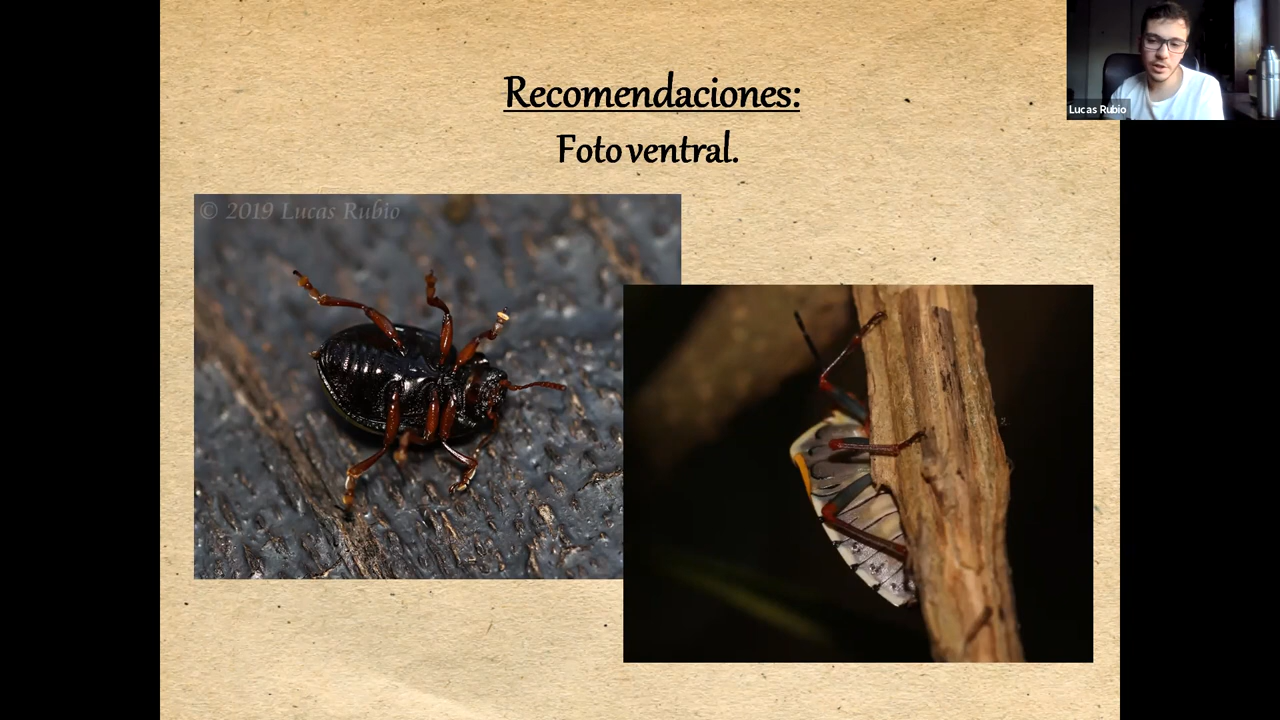 Recomendaciones:
Foto ventral.
© 2019 Lucas Rubio
Lucas Rubio